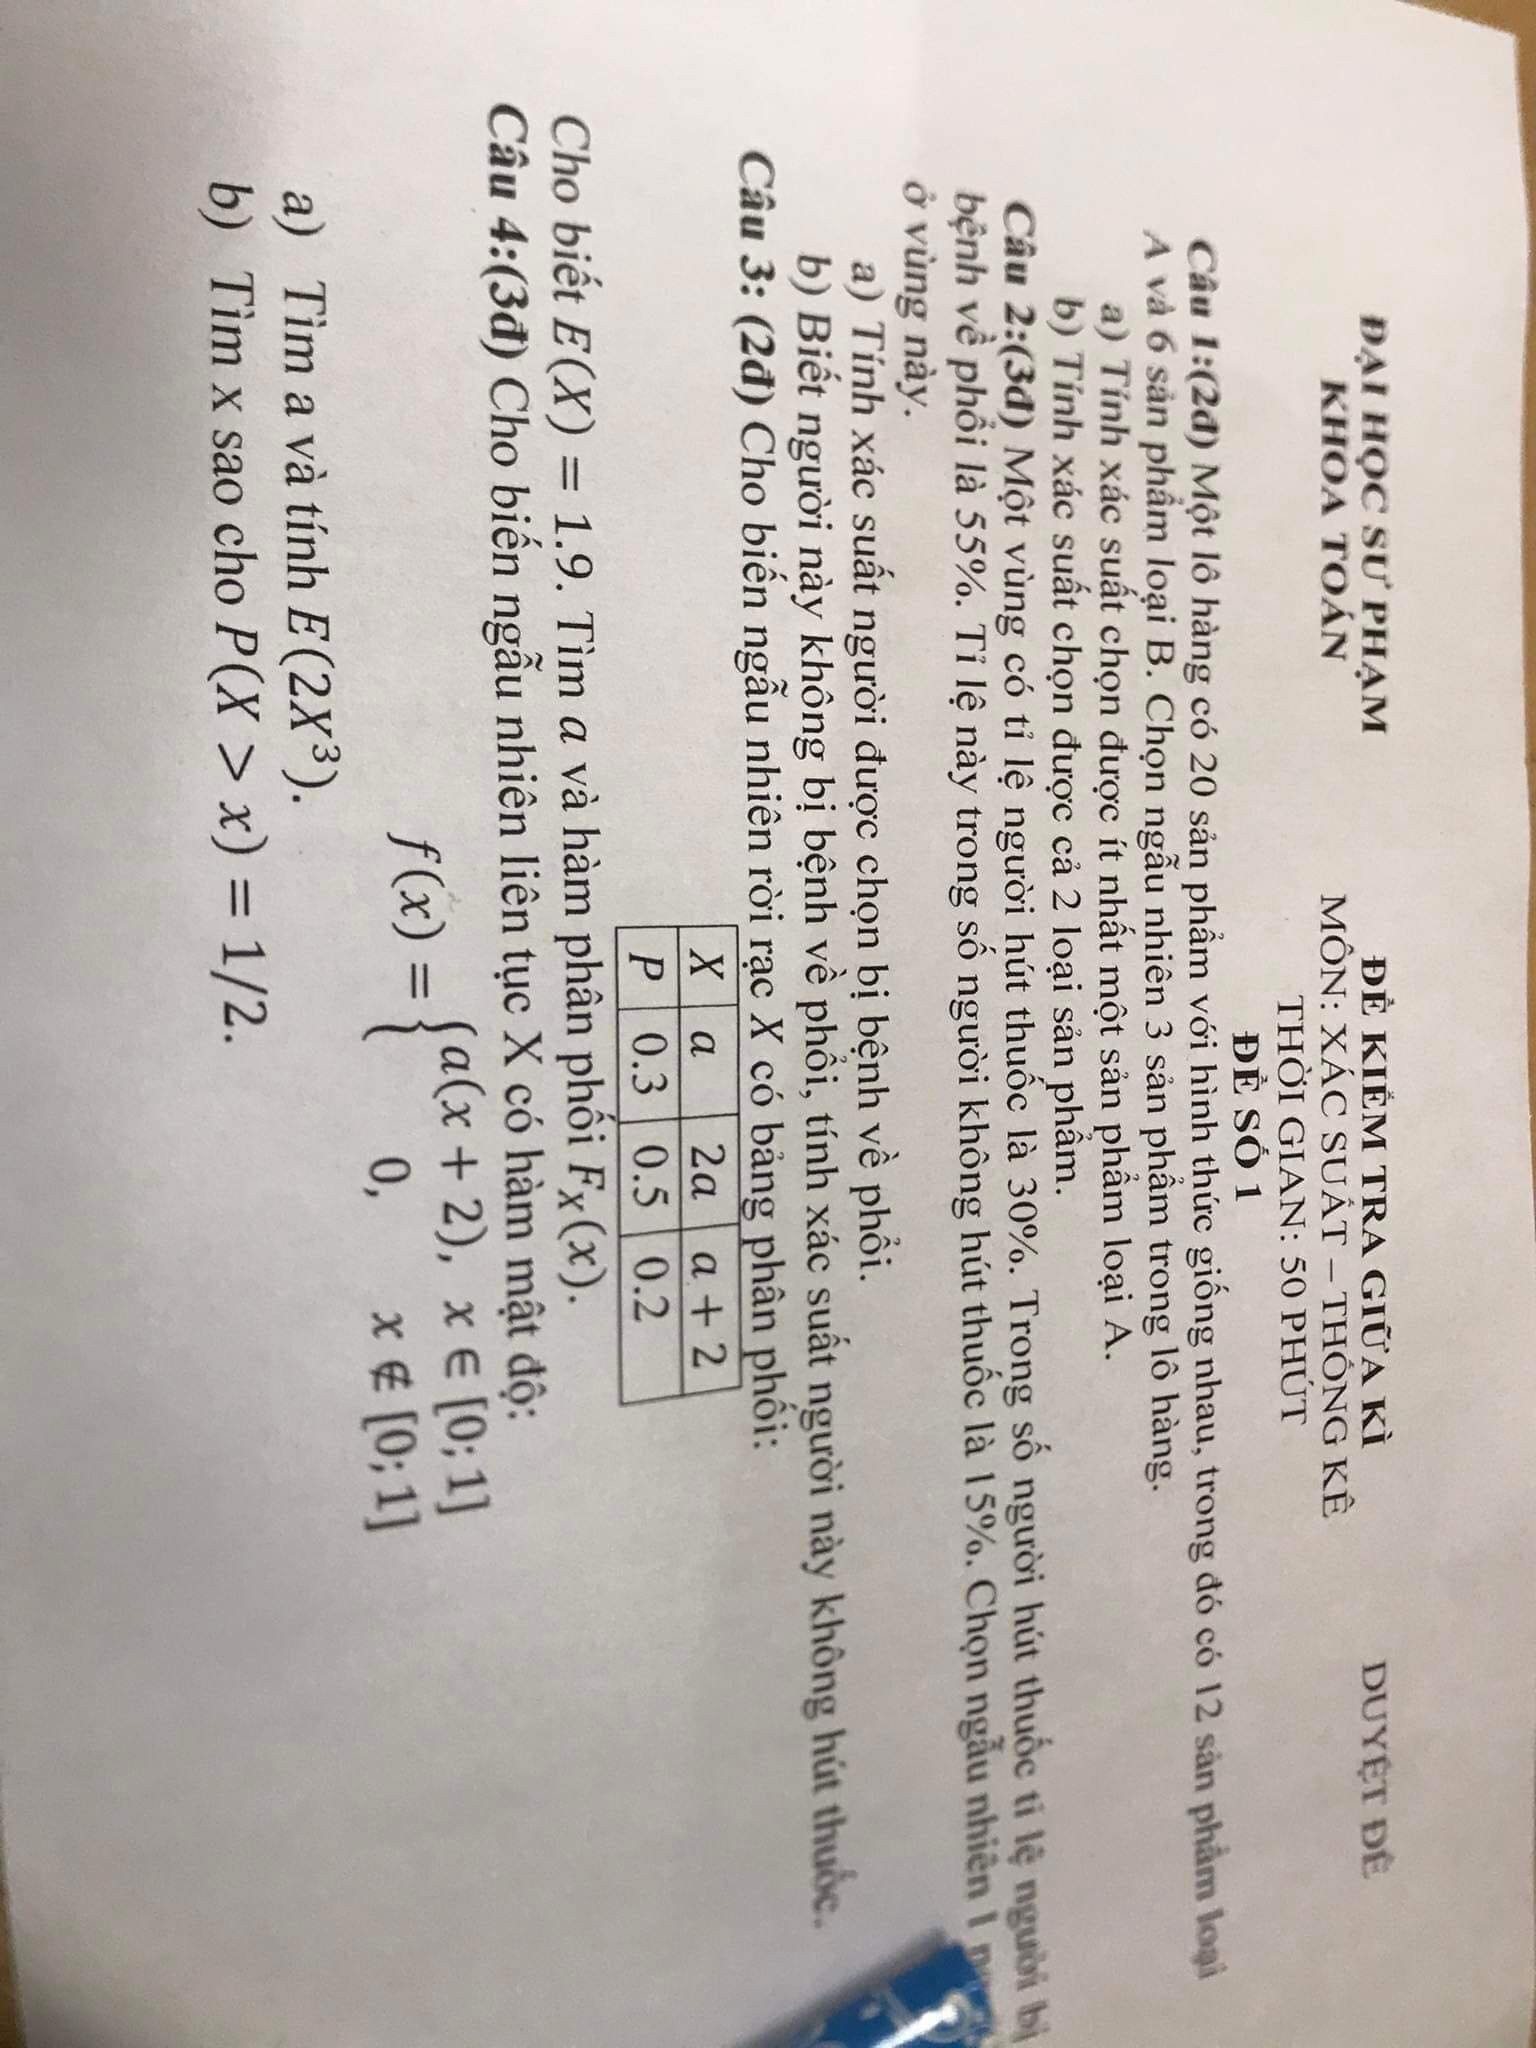 ĐẠI HỌC SƯ PHẠM
KHOA TOÁN
ĐỀ KIỂM TRA GIỮA KÌ
MÔN: XÁC SUẤT – THỐNG KÊ
THỜI GIAN: 50 PHÚT
ĐỀ SỐ 1
DUYỆT ĐỀ
Câu 1:(2đ) Một lô hàng có 20 sản phẩm với hình thức giống nhau, trong đó có 12 sản phẩm loại
A và 6 sản phẩm loại B. Chọn ngẫu nhiên 3 sản phẩm trong lô hàng.
a) Tính xác suất chọn được ít nhất một sản phẩm loại A.
b) Tính xác suất chọn được cả 2 loại sản phẩm.
Câu 2:(3đ) Một vùng có tỉ lệ người hút thuốc là 30%. Trong số người hút thuốc tỉ lệ người bị
bệnh về phổi là 55%. Tỉ lệ này trong số người không hút thuốc là 15%. Chọn ngẫu nhiên 1
ở vùng này.
a) Tính xác suất người được chọn bị bệnh về phổi.
b) Biết người này không bị bệnh về phổi, tính xác suất người này không hút thuốc.
Câu 3: (2đ) Cho biến ngẫu nhiên rời rạc X có bảng phân phối:
X a 2a a + 2
P 0.3 0.5 0.2
Cho biết E(X) = 1.9. Tìm a và hàm phân phối F_X(x).
Câu 4:(3đ) Cho biến ngẫu nhiên liên tục X có hàm mật độ:
f(x) = { a(x + 2), x ∈ [0; 1]
0, x ∉ [0; 1]
a) Tìm a và tính E(2X³).
b) Tìm x sao cho P(X > x) = 1/2.